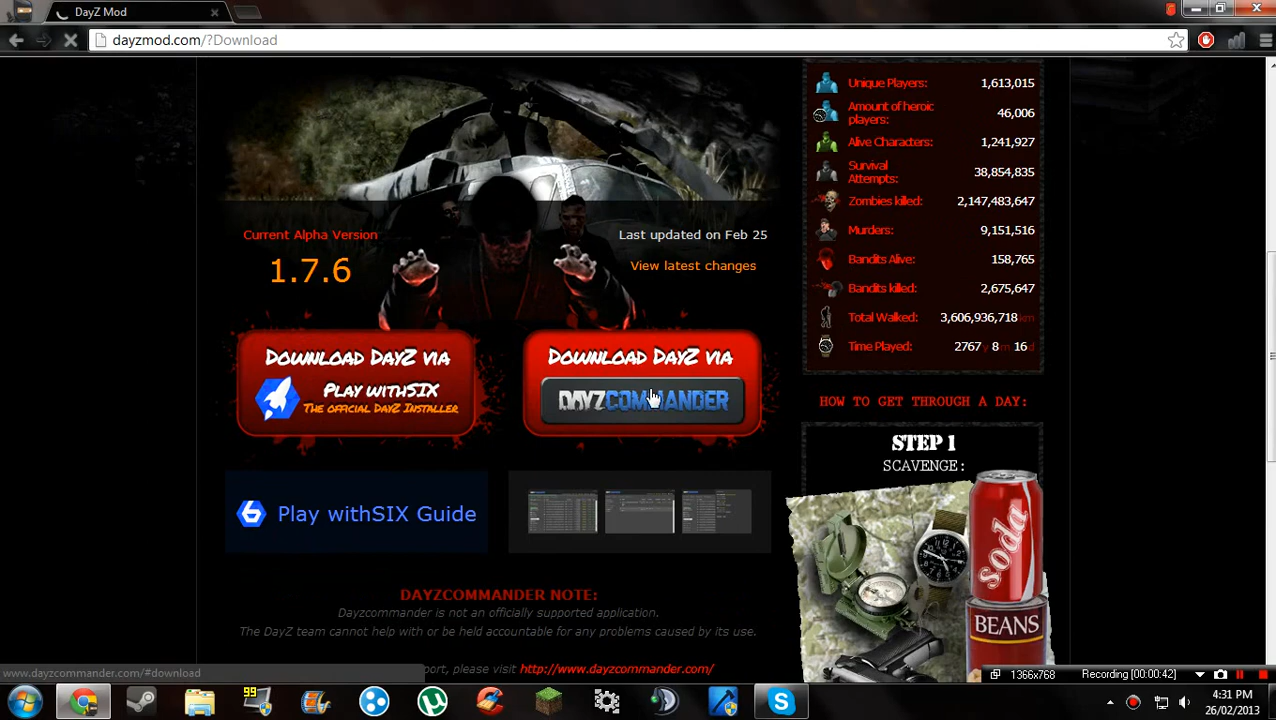 DayZ Mod
dayzmod.com/?Download
Unique Players: 1,613,015
Amount of heroic
players: 46,006
Alive Characters: 1,241,927
Survival
Attempts: 38,854,835
Zombies killed: 2,147,483,647
Murders: 9,151,516
Bandits Alive: 158,765
Bandits killed: 2,675,647
Total Walked: 3,606,936,718 km
Time Played: 2767 y 8 m 16 d
Current Alpha Version
1.7.6
Last updated on Feb 25
View latest changes
DOWNLOAD DAYZ VIA
PLAY WITHSIX
THE OFFICIAL DAYZ INSTALLER
DOWNLOAD DAYZ VIA
DAYZCOMMANDER
Play withSIX Guide
HOW TO GET THROUGH A DAY:
STEP 1
SCAVENGE:
soda
BEANS
DAYZCOMMANDER NOTE:
Dayzcommander is not an officially supported application.
The DayZ team cannot help with or be held accountable for any problems caused by its use.
port, please visit http://www.dayzcommander.com/
www.dayzcommander.com/#download
1366x768
Recording [00:00:42]
99
4:31 PM
26/02/2013